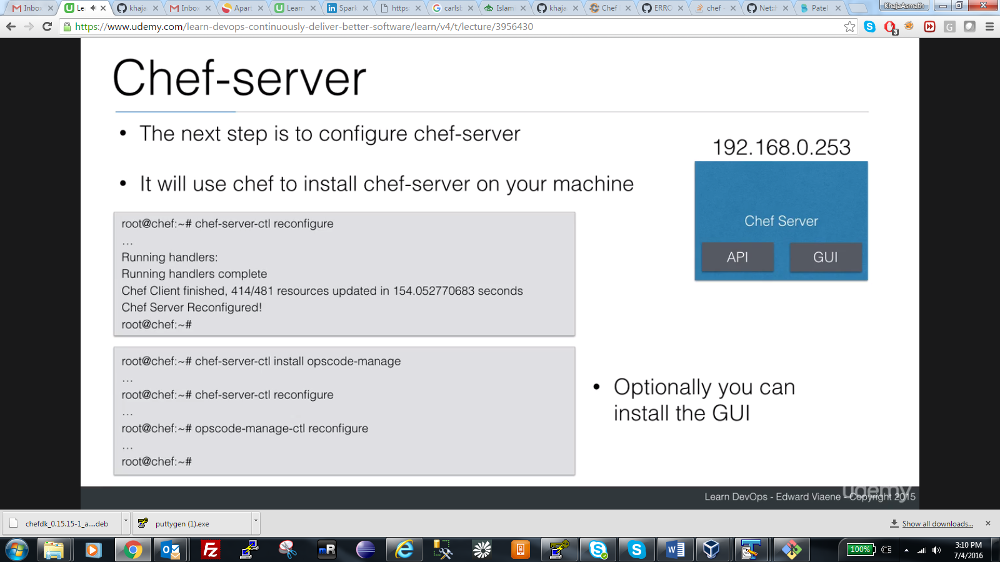 Inbox
Le
khaja
Inbox
Apart
Learn
Spark
https:
carlsb
Islam
khaja
Chef
ERRO
chef
Net::
Patel
KhajaAsmath
https://www.udemy.com/learn-devops-continuously-deliver-better-software/learn/v4/t/lecture/3956430
3
Chef-server
• The next step is to configure chef-server
• It will use chef to install chef-server on your machine
root@chef:~# chef-server-ctl reconfigure
...
Running handlers:
Running handlers complete
Chef Client finished, 414/481 resources updated in 154.052770683 seconds
Chef Server Reconfigured!
root@chef:~#
192.168.0.253
Chef Server
API
GUI
root@chef:~# chef-server-ctl install opscode-manage
...
root@chef:~# chef-server-ctl reconfigure
...
root@chef:~# opscode-manage-ctl reconfigure
...
root@chef:~#
• Optionally you can
install the GUI
udemy
Learn DevOps - Edward Viaene - Copyright 2015
chefdk_0.15.15-1_a....deb
puttygen (1).exe
Show all downloads...
100%
3:10 PM
7/4/2016